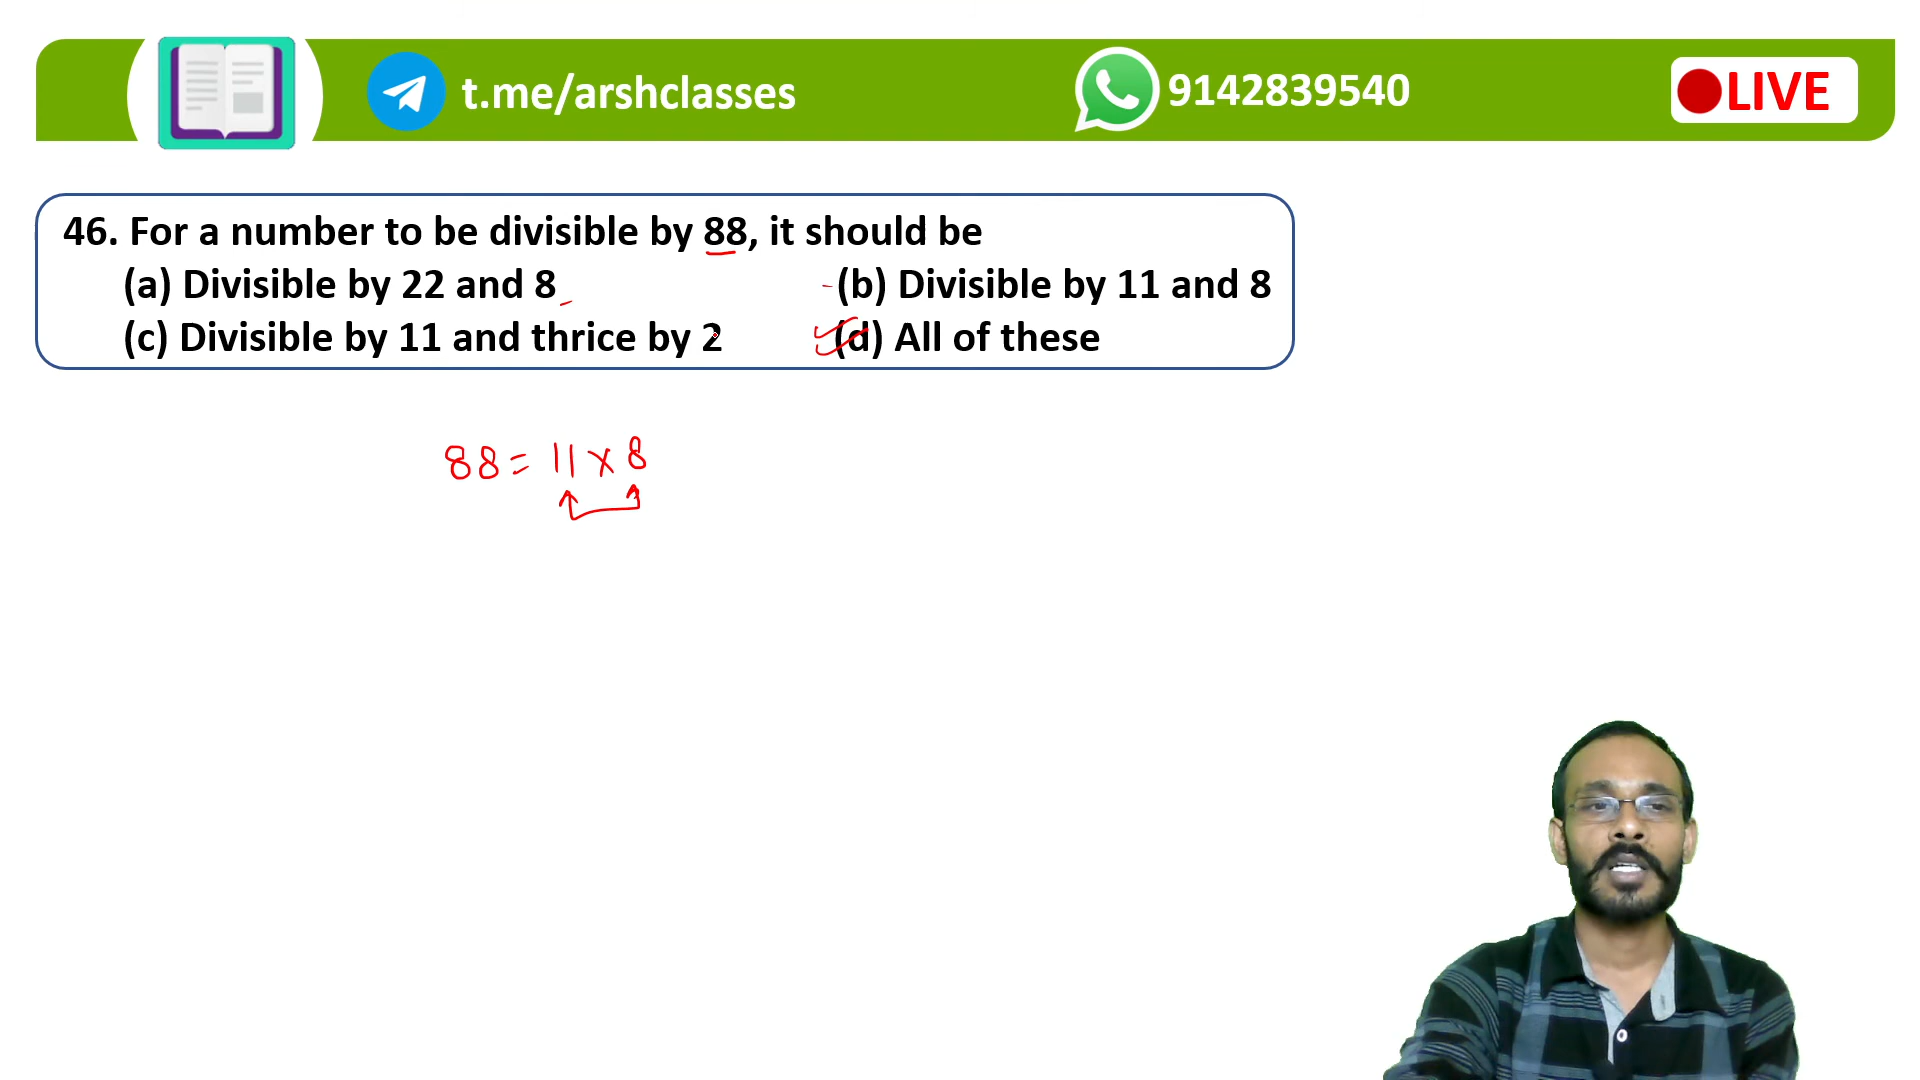 t.me/arshclasses 9142839540 LIVE
46. For a number to be divisible by 88, it should be
(a) Divisible by 22 and 8 (b) Divisible by 11 and 8
(c) Divisible by 11 and thrice by 2 (d) All of these
88 = 11 × 8